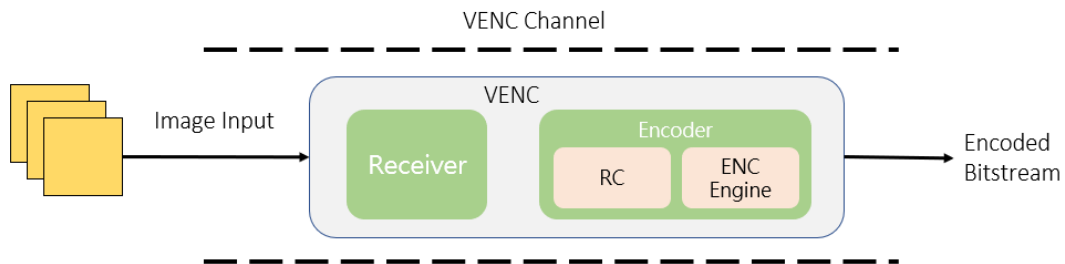 VENC Channel
Image Input
VENC
Receiver
Encoder
RC
ENC
Engine
Encoded
Bitstream